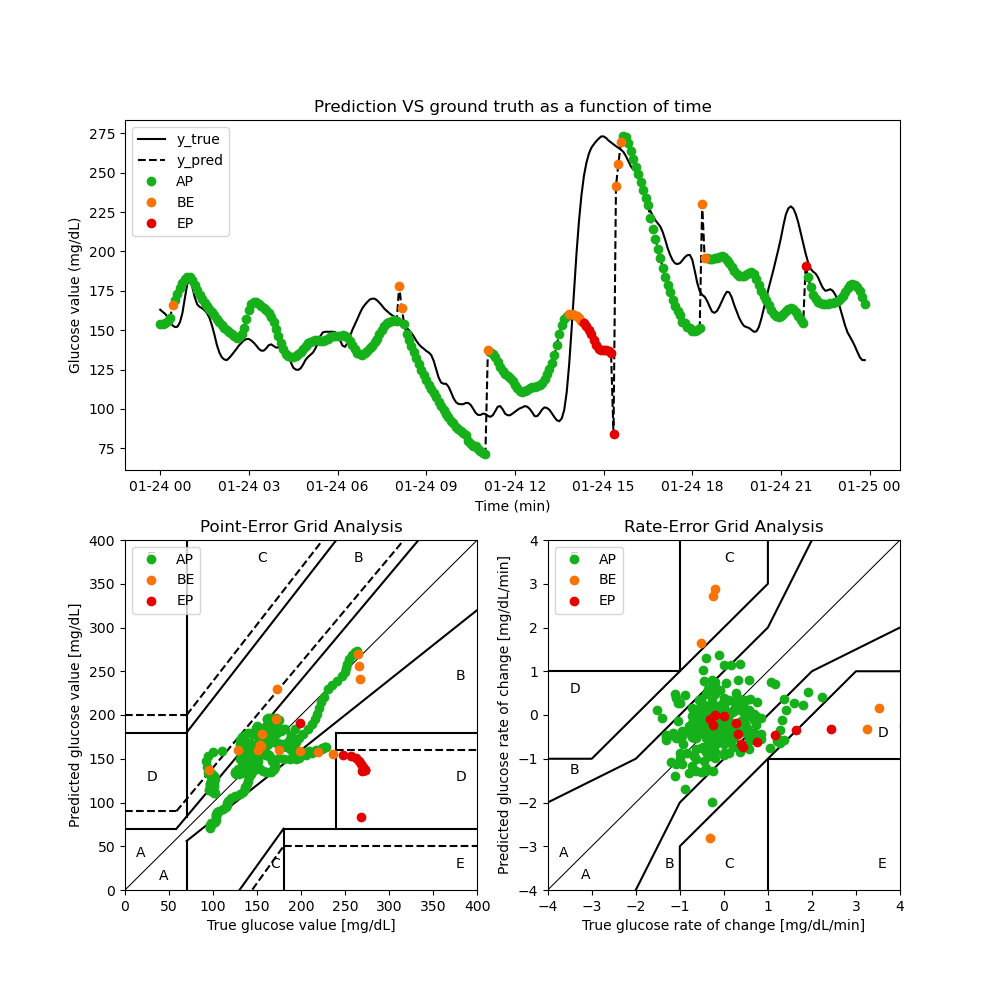 Prediction VS ground truth as a function of time
Glucose value (mg/dL)
275
250
225
200
175
150
125
100
75
y_true
y_pred
AP
BE
EP
01-24 00 01-24 03 01-24 06 01-24 09 01-24 12 01-24 15 01-24 18 01-24 21 01-25 00
Time (min)
Point-Error Grid Analysis
Predicted glucose value [mg/dL]
400
350
300
250
200
150
100
50
0
AP
BE
EP
C B
B
D D
A
A C E
0 50 100 150 200 250 300 350 400
True glucose value [mg/dL]
Rate-Error Grid Analysis
Predicted glucose rate of change [mg/dL/min]
4
3
2
1
0
−1
−2
−3
−4
AP
BE
EP
C
D
D
B
A
A B C E
−4 −3 −2 −1 0 1 2 3 4
True glucose rate of change [mg/dL/min]